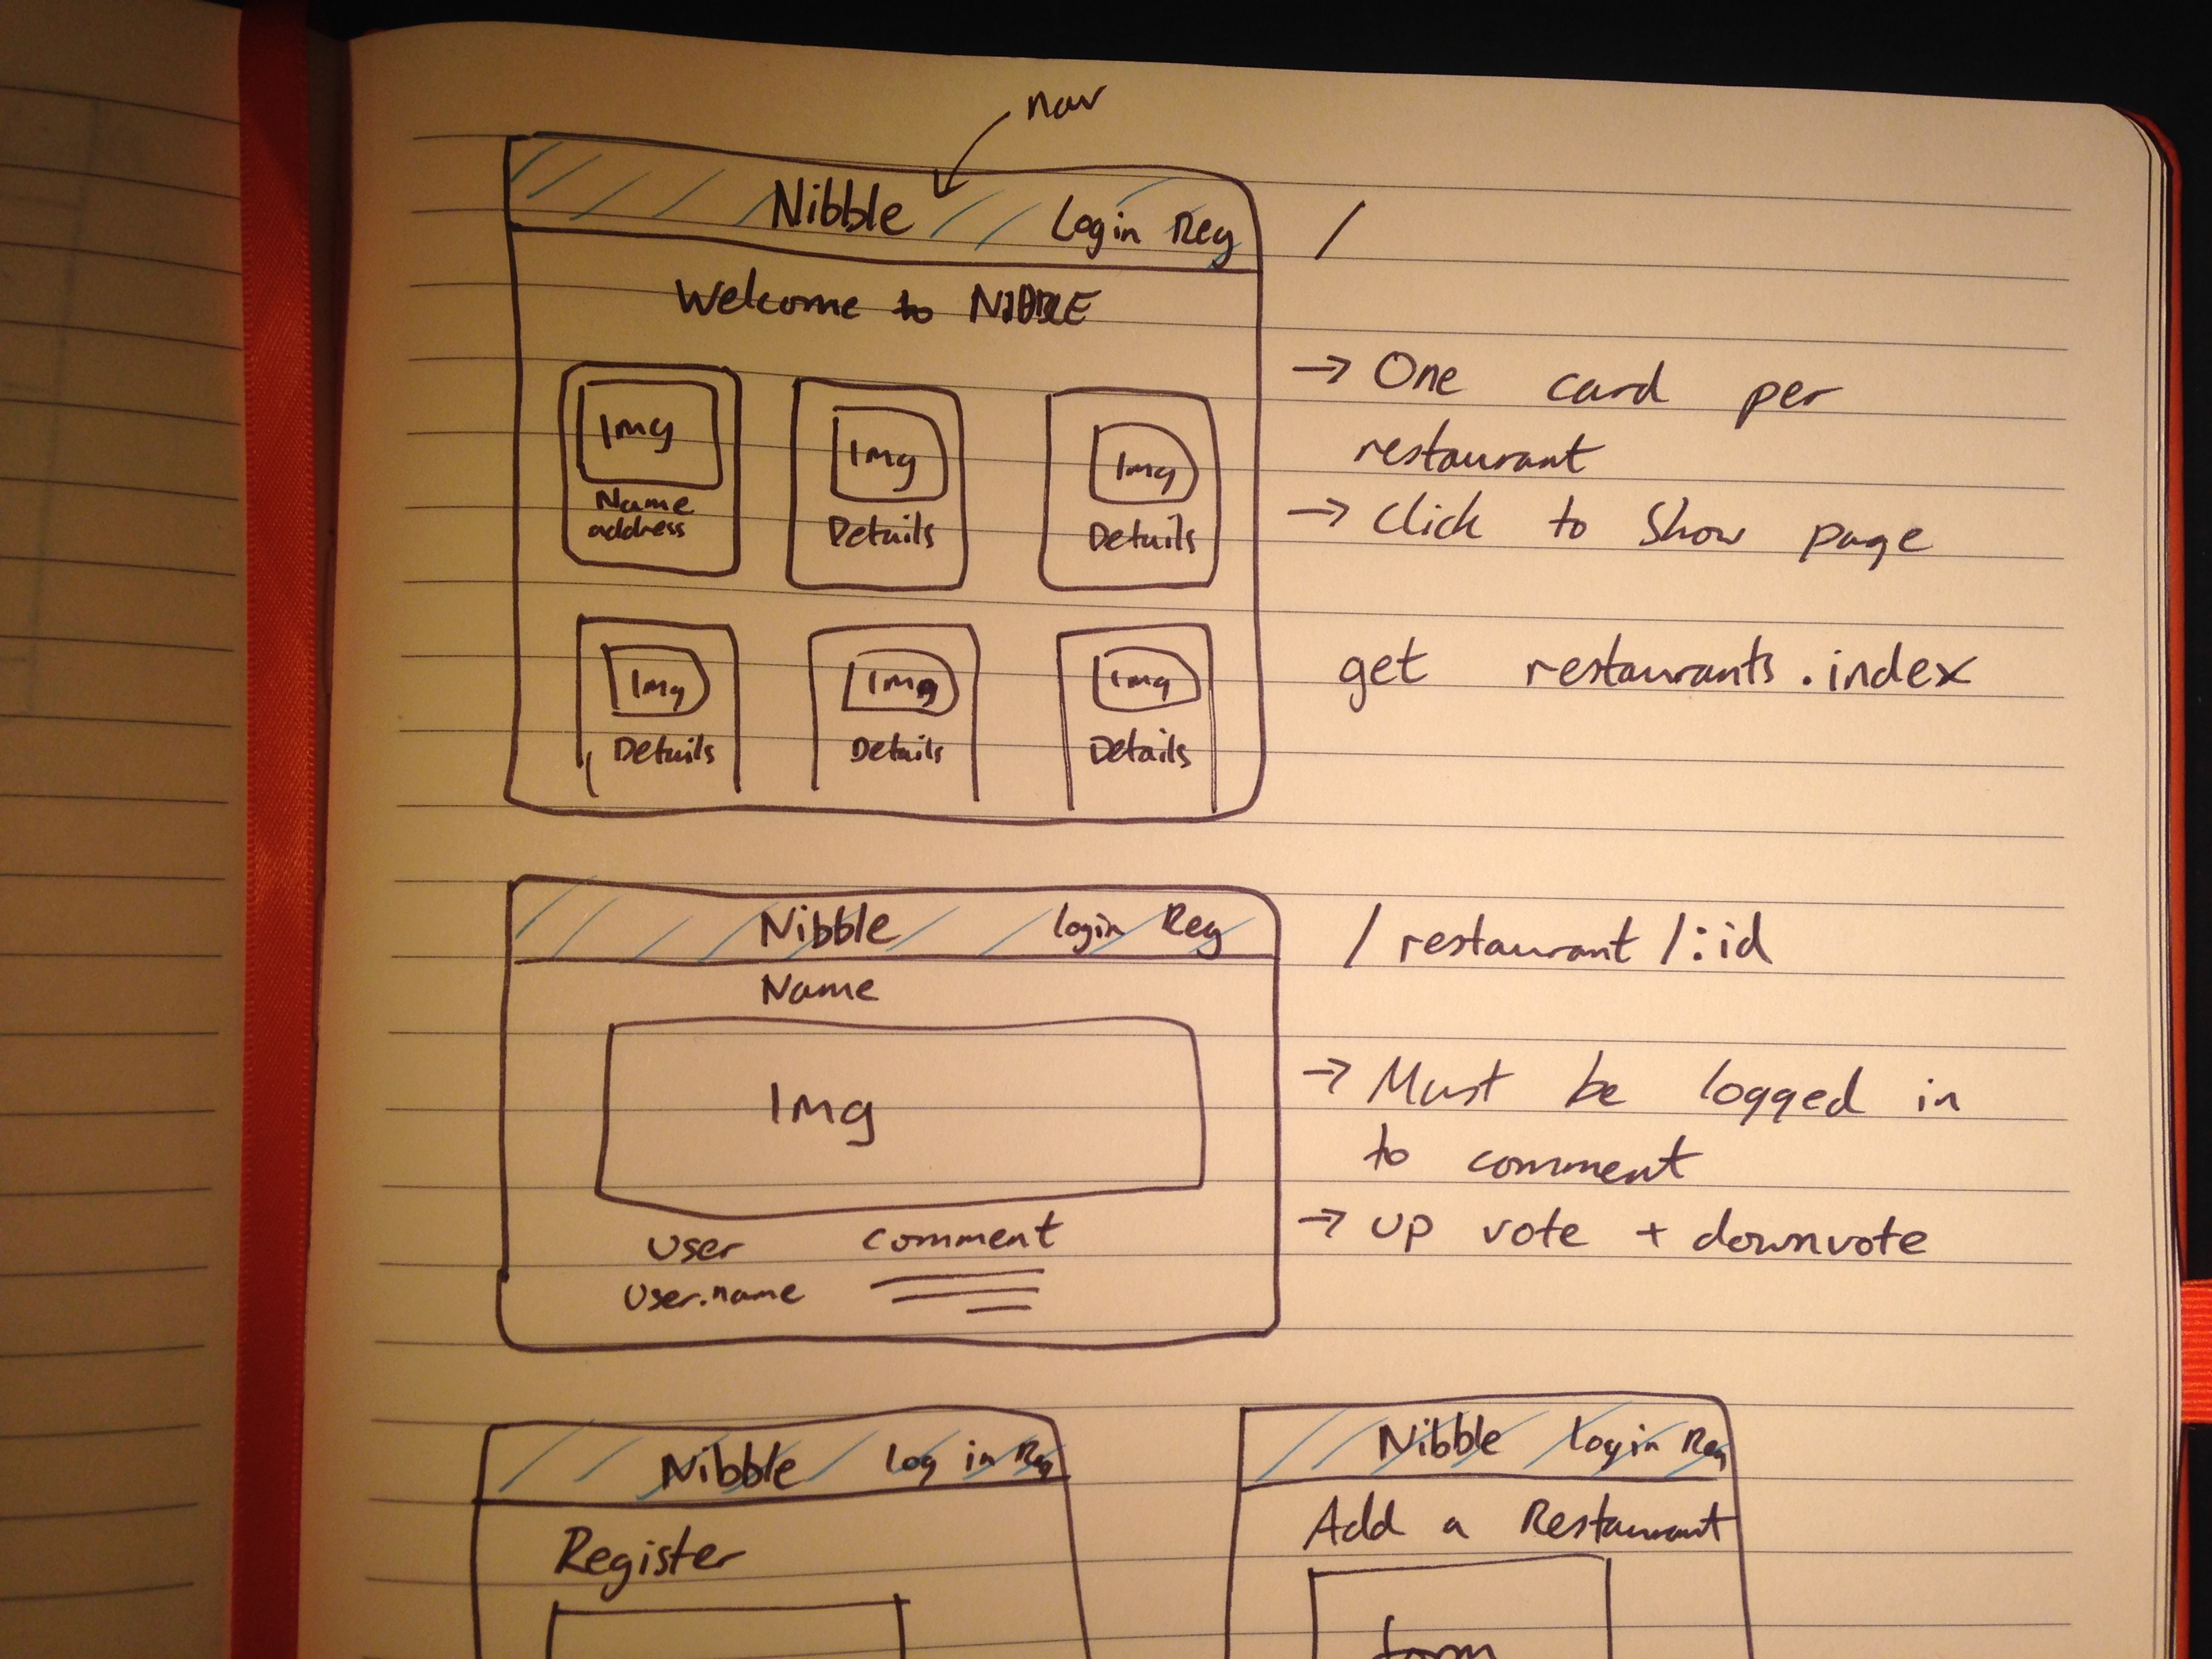 nav
Nibble login Reg
/
Welcome to NIBBLE
→ One card per
restaurant
Img Img Img
Name
address
Details Details
→ Click to show page
Img Img Img
Details Details Details
get restaurants.index
Nibble login Reg
/restaurant/:id
Name
Img
→ Must be logged in
to comment
User comment
→ up vote + downvote
user.name
Nibble log in Reg
Nibble login Reg
Register
Add a Restaurant